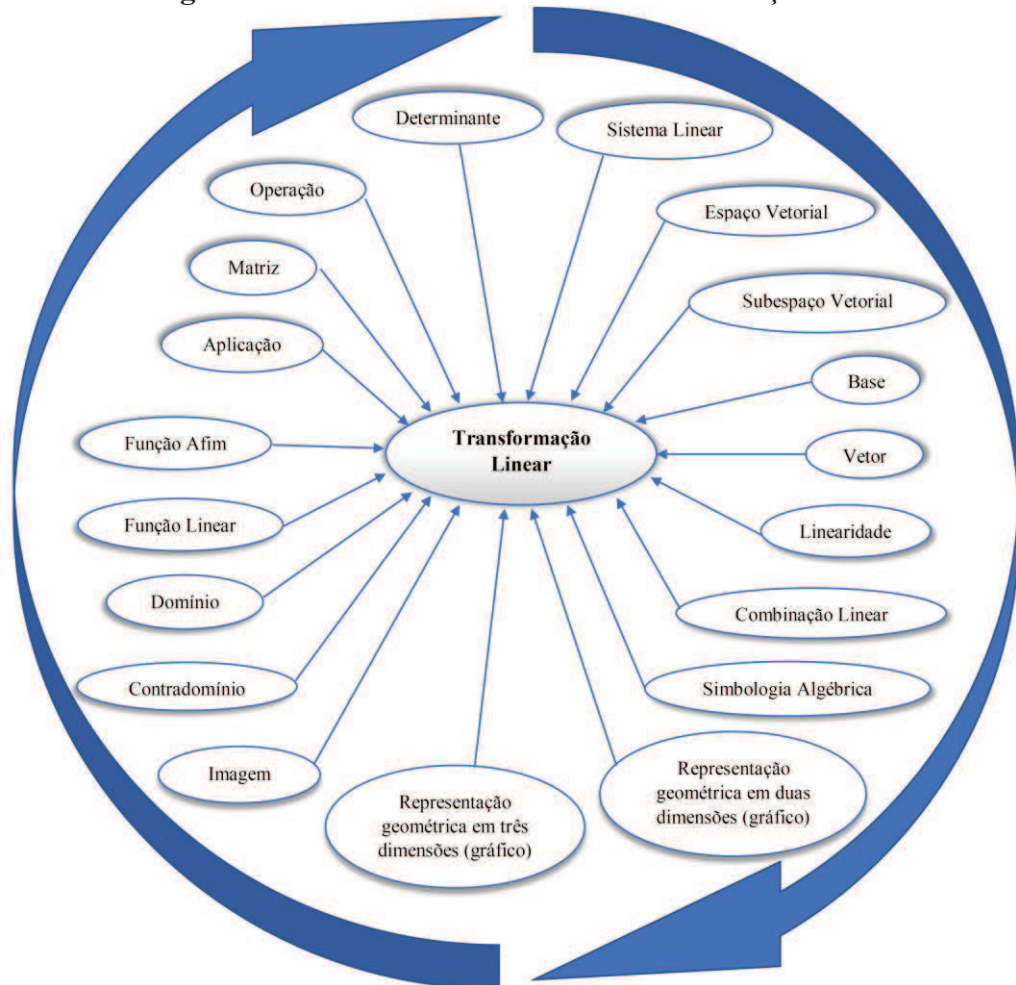 Determinante
Sistema Linear
Operação
Espaço Vetorial
Matriz
Subespaço Vetorial
Aplicação
Base
Transformação
Linear
Função Afim
Vetor
Função Linear
Linearidade
Domínio
Combinação Linear
Contradomínio
Simbologia Algébrica
Imagem
Representação
geométrica em três
dimensões (gráfico)
Representação
geométrica em duas
dimensões (gráfico)